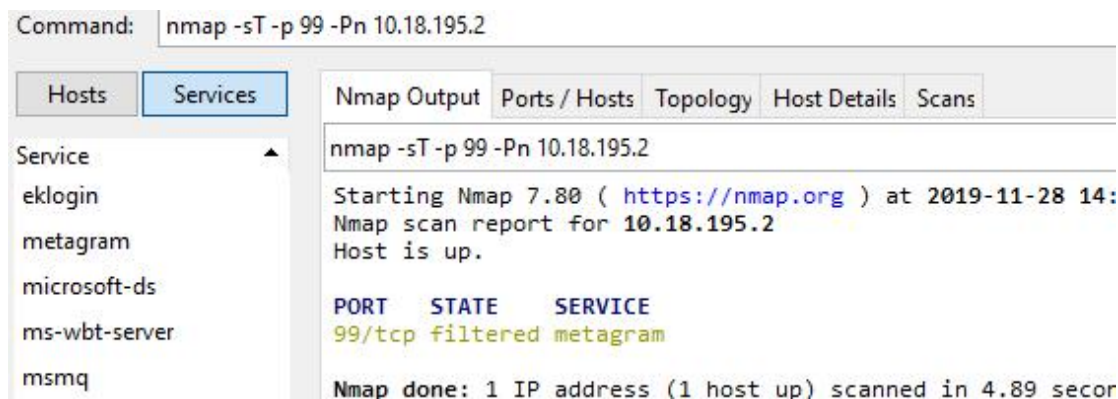 Command: nmap -sT -p 99 -Pn 10.18.195.2
Hosts Services
Nmap Output Ports / Hosts Topology Host Details Scans
Service
eklogin
metagram
microsoft-ds
ms-wbt-server
msmq
nmap -sT -p 99 -Pn 10.18.195.2
Starting Nmap 7.80 ( https://nmap.org ) at 2019-11-28 14:
Nmap scan report for 10.18.195.2
Host is up.
PORT STATE SERVICE
99/tcp filtered metagram
Nmap done: 1 IP address (1 host up) scanned in 4.89 secon